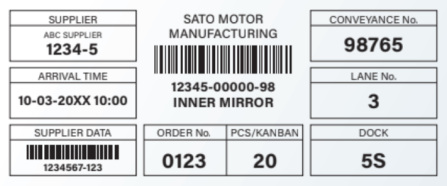 SUPPLIER
ABC SUPPLIER
1234-5
ARRIVAL TIME
10-03-20XX 10:00
SUPPLIER DATA
1234567-123
SATO MOTOR
MANUFACTURING
12345-00000-98
INNER MIRROR
ORDER No.
0123
PCS/KANBAN
20
CONVEYANCE No.
98765
LANE No.
3
DOCK
5S